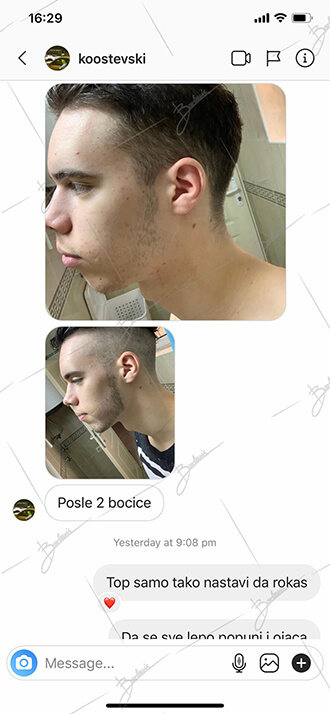 16:29
koostevski
Posle 2 bocice
Yesterday at 9:08 pm
Top samo tako nastavi da rokas
Da se sve lepo popuni i ojaca
Message...